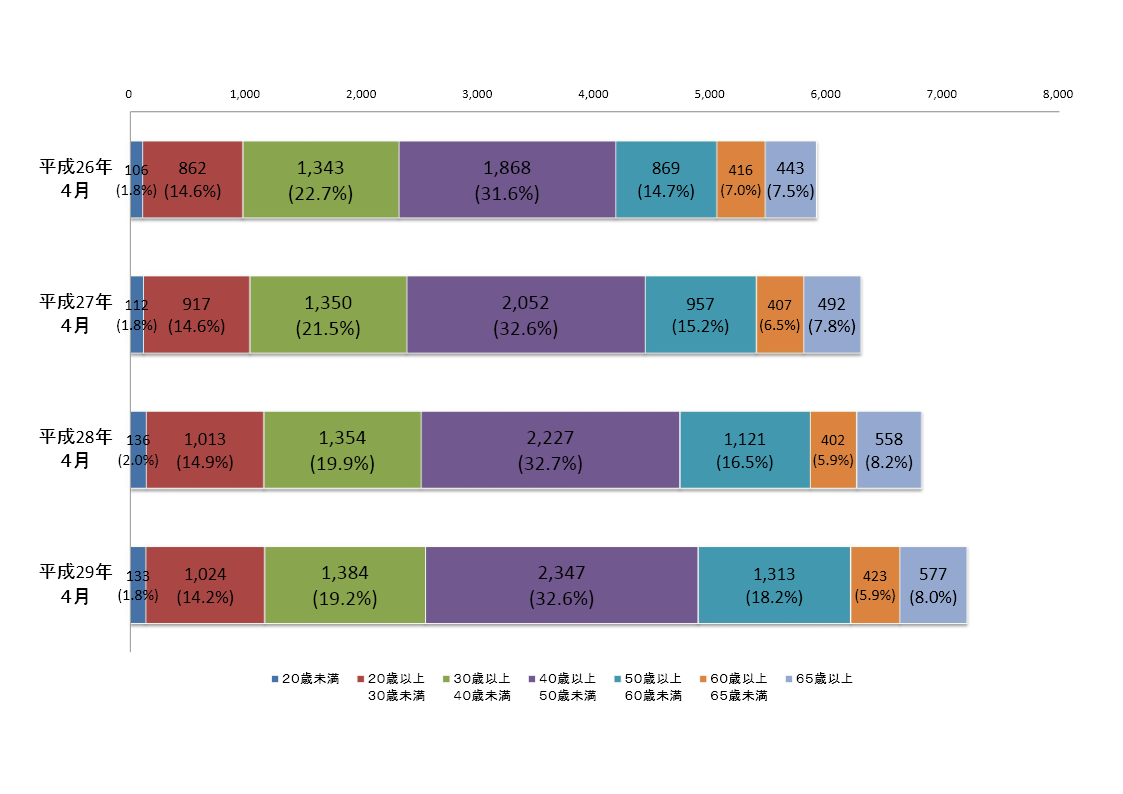 0 1,000 2,000 3,000 4,000 5,000 6,000 7,000 8,000
平成26年
４月
106 862 1,343 1,868 869 416 443
(1.8%) (14.6%) (22.7%) (31.6%) (14.7%) (7.0%) (7.5%)
平成27年
４月
112 917 1,350 2,052 957 407 492
(1.8%) (14.6%) (21.5%) (32.6%) (15.2%) (6.5%) (7.8%)
平成28年
４月
136 1,013 1,354 2,227 1,121 402 558
(2.0%) (14.9%) (19.9%) (32.7%) (16.5%) (5.9%) (8.2%)
平成29年
４月
133 1,024 1,384 2,347 1,313 423 577
(1.8%) (14.2%) (19.2%) (32.6%) (18.2%) (5.9%) (8.0%)
２０歳未満 ２０歳以上 ３０歳以上 ４０歳以上 ５０歳以上 ６０歳以上 ６５歳以上
３０歳未満 ４０歳未満 ５０歳未満 ６０歳未満 ６５歳未満